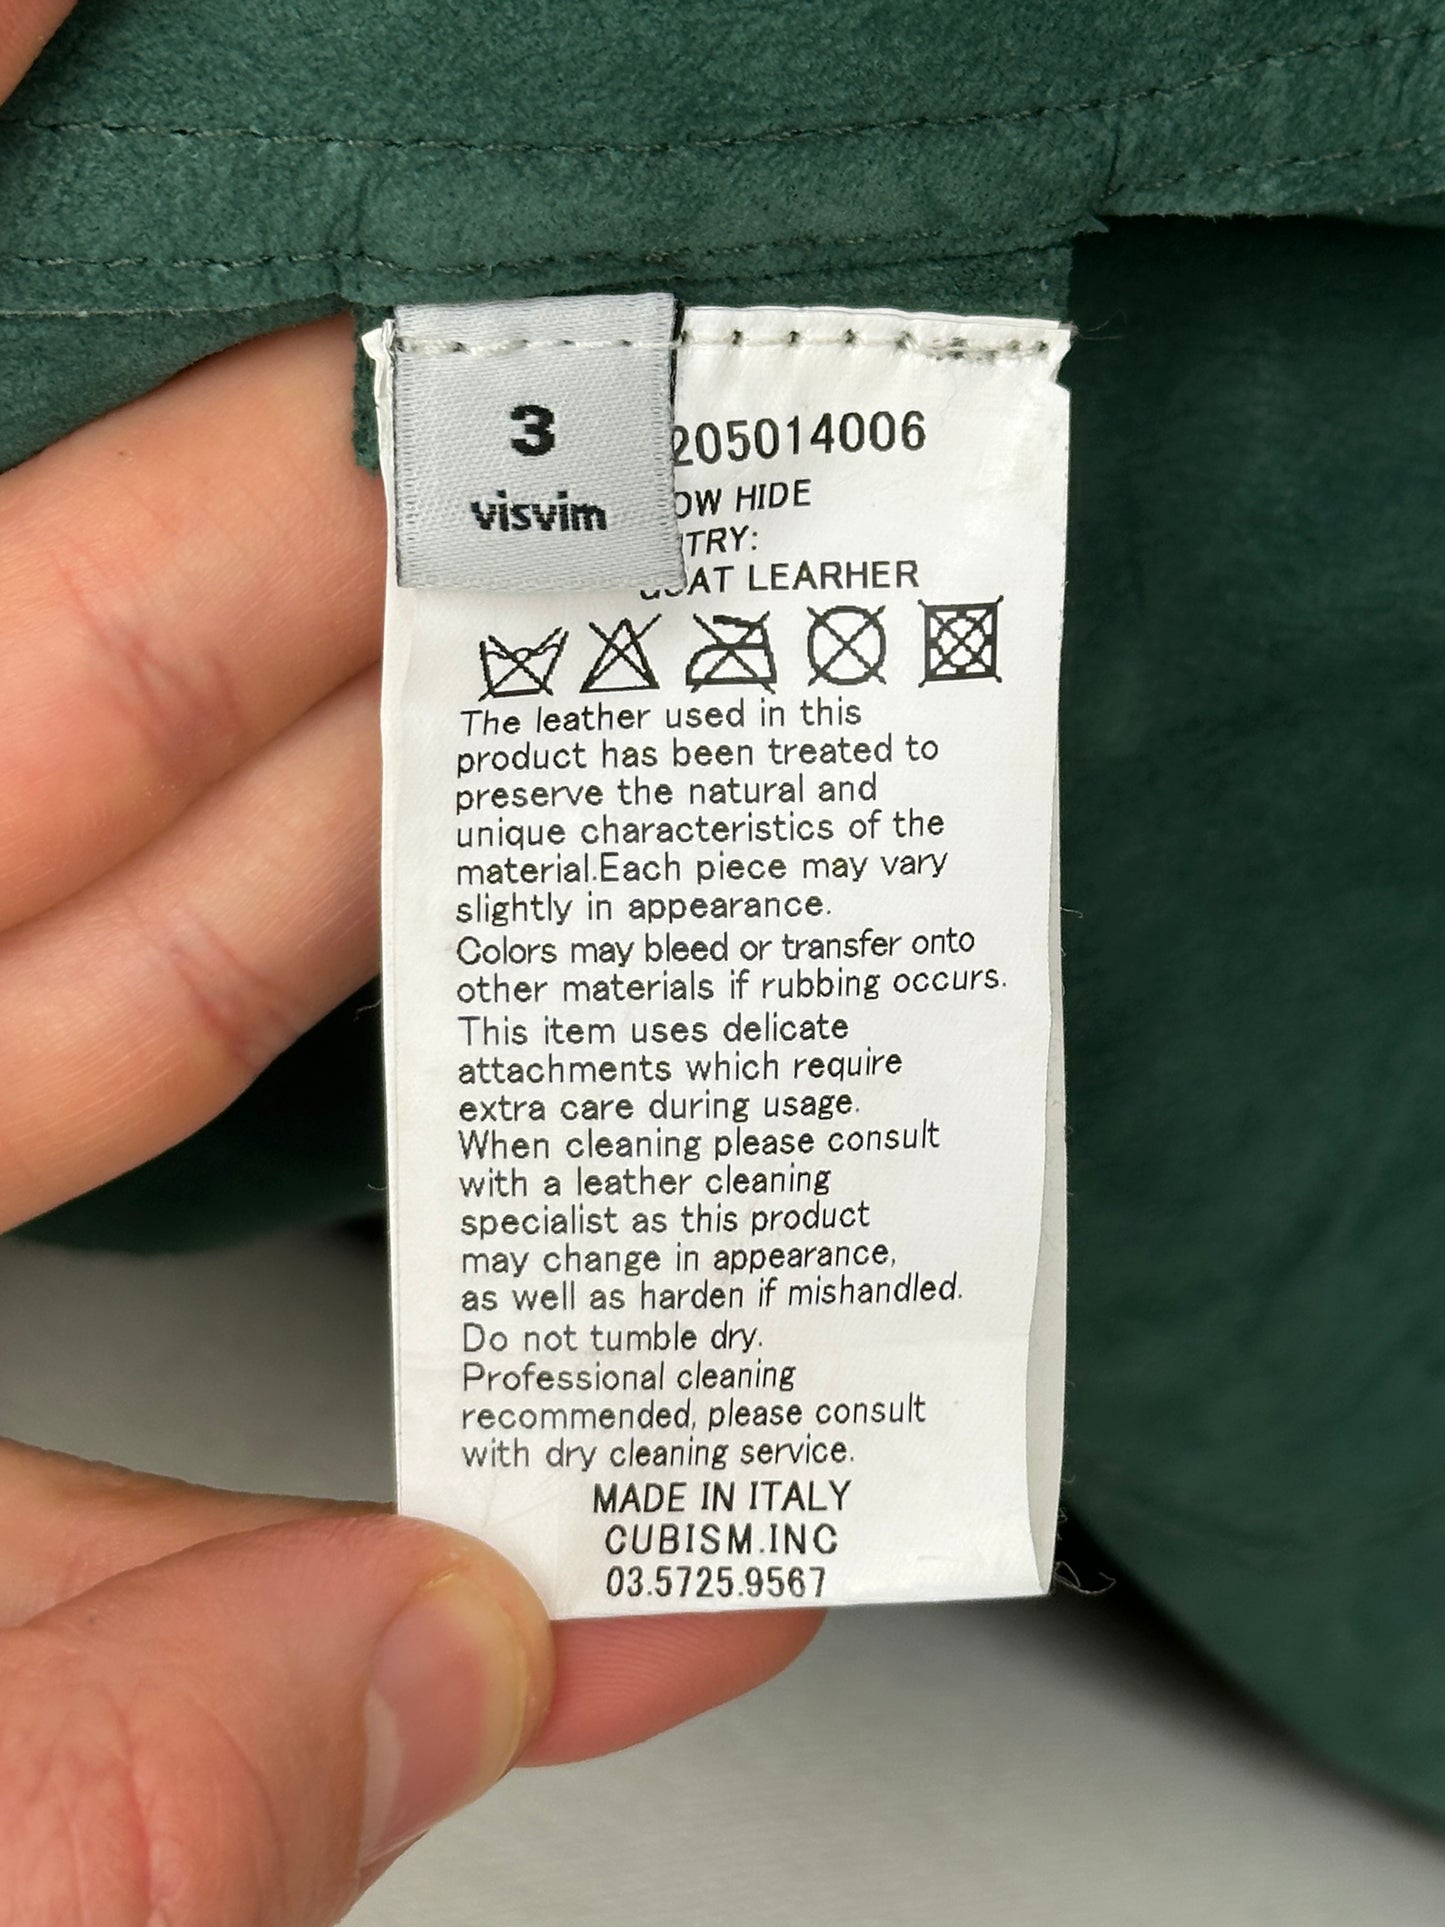 3
visvim
205014006
OW HIDE
TRY:
LEARHER
The leather used in this
product has been treated to
preserve the natural and
unique characteristics of the
material.Each piece may vary
slightly in appearance.
Colors may bleed or transfer onto
other materials if rubbing occurs.
This item uses delicate
attachments which require
extra care during usage.
When cleaning please consult
with a leather cleaning
specialist as this product
may change in appearance,
as well as harden if mishandled.
Do not tumble dry.
Professional cleaning
recommended, please consult
with dry cleaning service.
MADE IN ITALY
CUBISM.INC
03.5725.9567